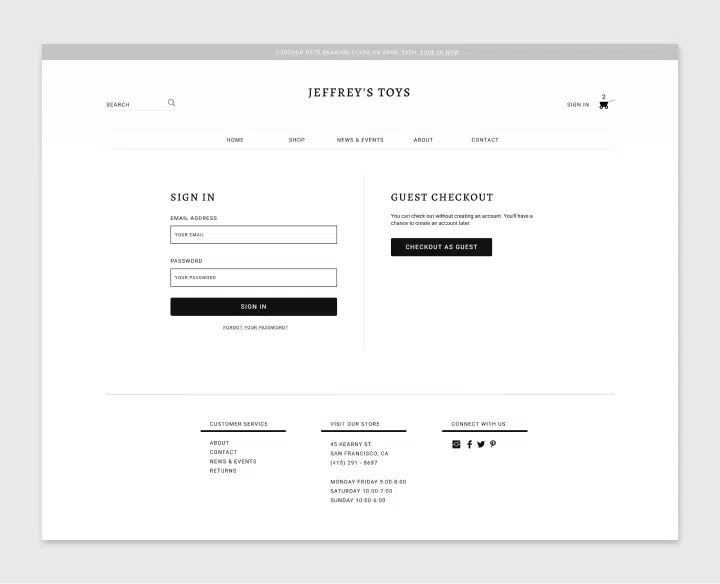 CARTOON PETS DRAWING STARS ON APRIL 25TH. SIGN UP NOW
JEFFREY'S TOYS
SEARCH
SIGN IN
2
HOME SHOP NEWS & EVENTS ABOUT CONTACT
SIGN IN
EMAIL ADDRESS
YOUR EMAIL
PASSWORD
YOUR PASSWORD
SIGN IN
FORGOT YOUR PASSWORD?
GUEST CHECKOUT
You can check out without creating an account. You'll have a
chance to create an account later.
CHECKOUT AS GUEST
CUSTOMER SERVICE
ABOUT
CONTACT
NEWS & EVENTS
RETURNS
VISIT OUR STORE
45 KEARNY ST.
SAN FRANCISCO, CA
(415) 291 - 8697
MONDAY-FRIDAY 9:00-8:00
SATURDAY 10:00-7:00
SUNDAY 10:00-6:00
CONNECT WITH US